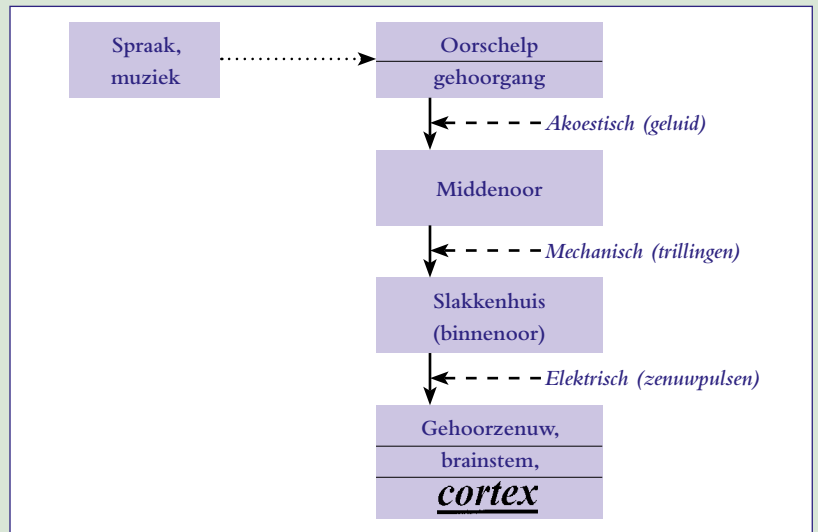 Spraak,
muziek
Oorschelp
gehoorgang
Akoestisch (geluid)
Middenoor
Mechanisch (trillingen)
Slakkenhuis
(binnenoor)
Elektrisch (zenuwpulsen)
Gehoorzenuw,
brainstem,
cortex